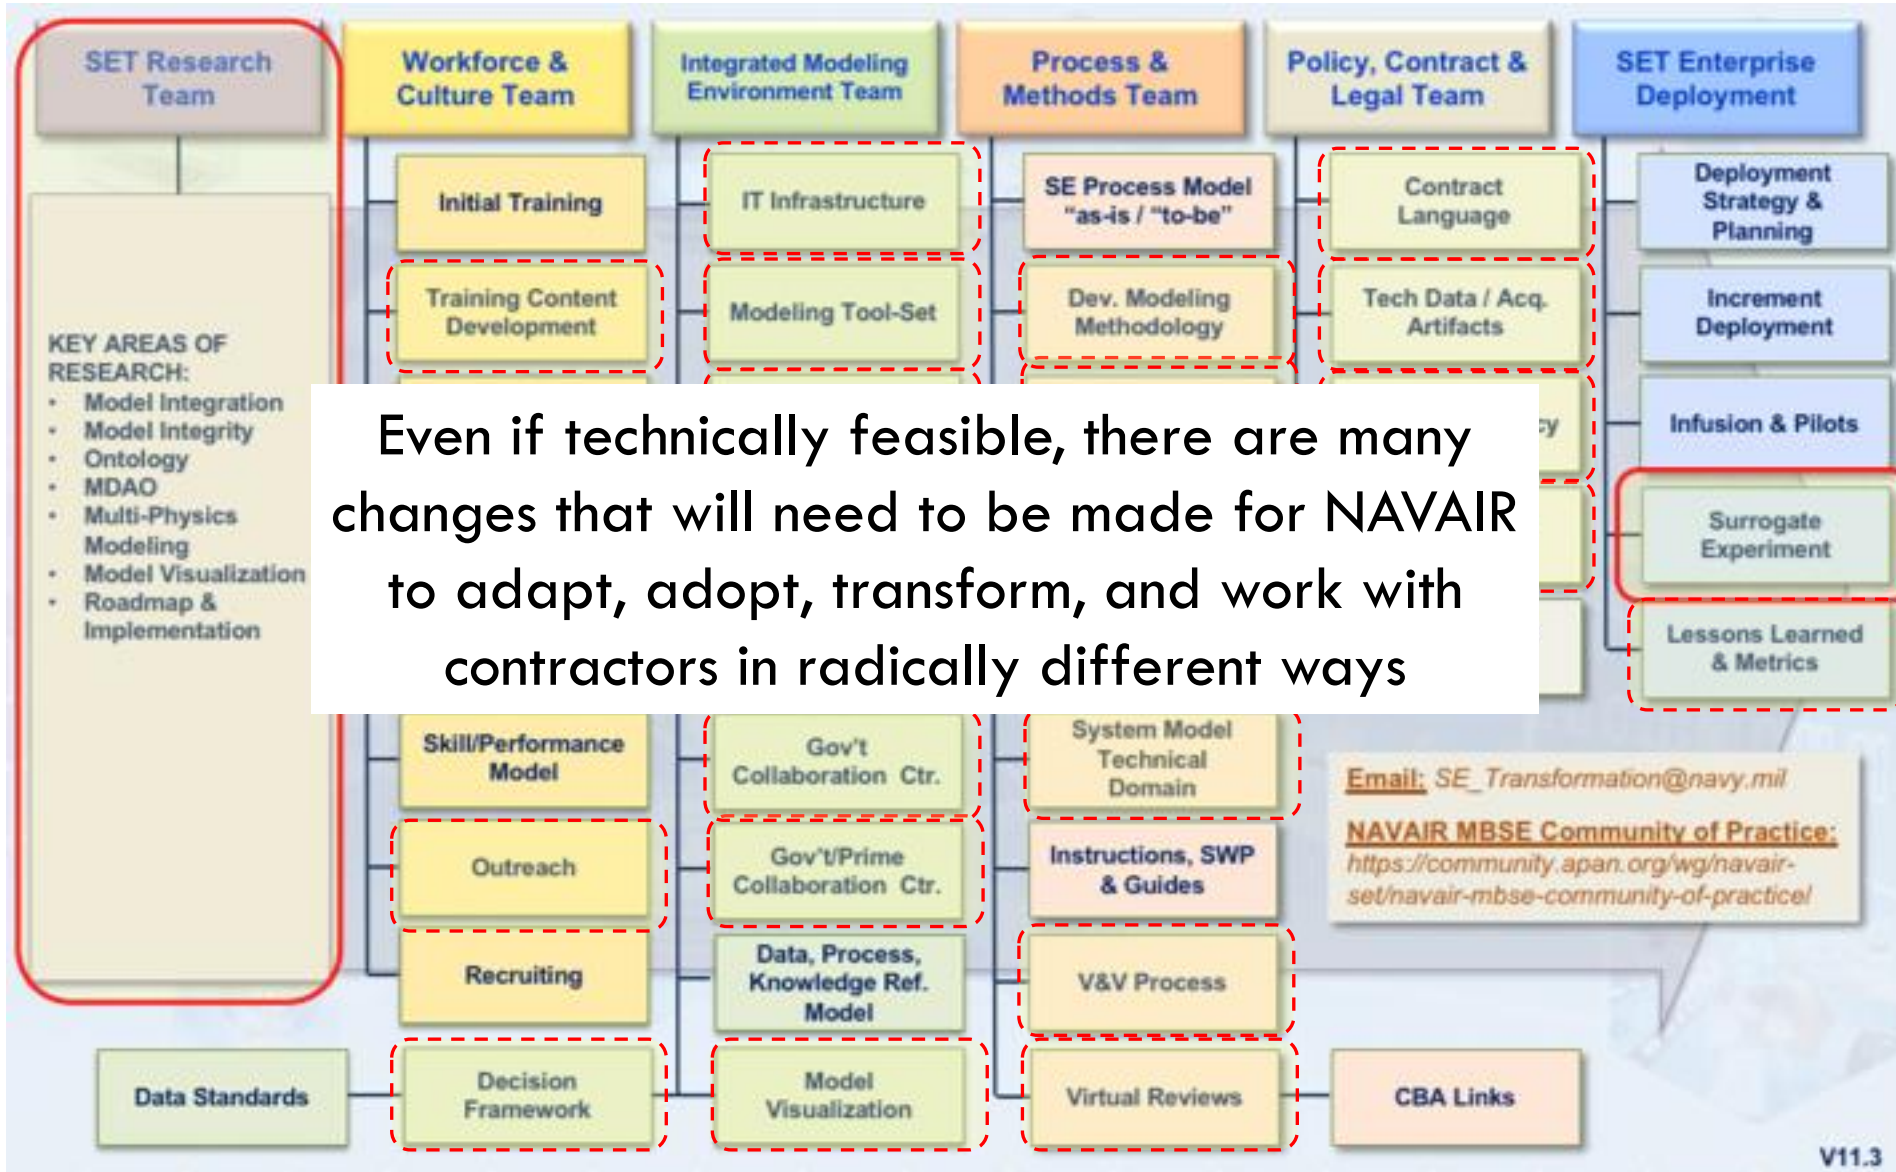 SET Research
Team
Workforce &
Culture Team
Integrated Modeling
Environment Team
Process &
Methods Team
Policy, Contract &
Legal Team
SET Enterprise
Deployment
KEY AREAS OF
RESEARCH:
• Model Integration
• Model Integrity
• Ontology
• MDAO
• Multi-Physics
Modeling
• Model Visualization
• Roadmap &
Implementation
Initial Training
Training Content
Development
IT Infrastructure
Modeling Tool-Set
SE Process Model
"as-is / "to-be"
Dev. Modeling
Methodology
Contract
Language
Tech Data / Acq.
Artifacts
cy
Deployment
Strategy &
Planning
Increment
Deployment
Infusion & Pilots
Surrogate
Experiment
Lessons Learned
& Metrics
Even if technically feasible, there are many
changes that will need to be made for NAVAIR
to adapt, adopt, transform, and work with
contractors in radically different ways
Skill/Performance
Model
Outreach
Recruiting
Gov't
Collaboration Ctr.
Gov't/Prime
Collaboration Ctr.
Data, Process,
Knowledge Ref.
Model
System Model
Technical
Domain
Instructions, SWP
& Guides
V&V Process
Email: SE_Transformation@navy.mil
NAVAIR MBSE Community of Practice:
https://community.apan.org/wg/navair-
set/navair-mbse-community-of-practice/
Data Standards
Decision
Framework
Model
Visualization
Virtual Reviews
CBA Links
V11.3